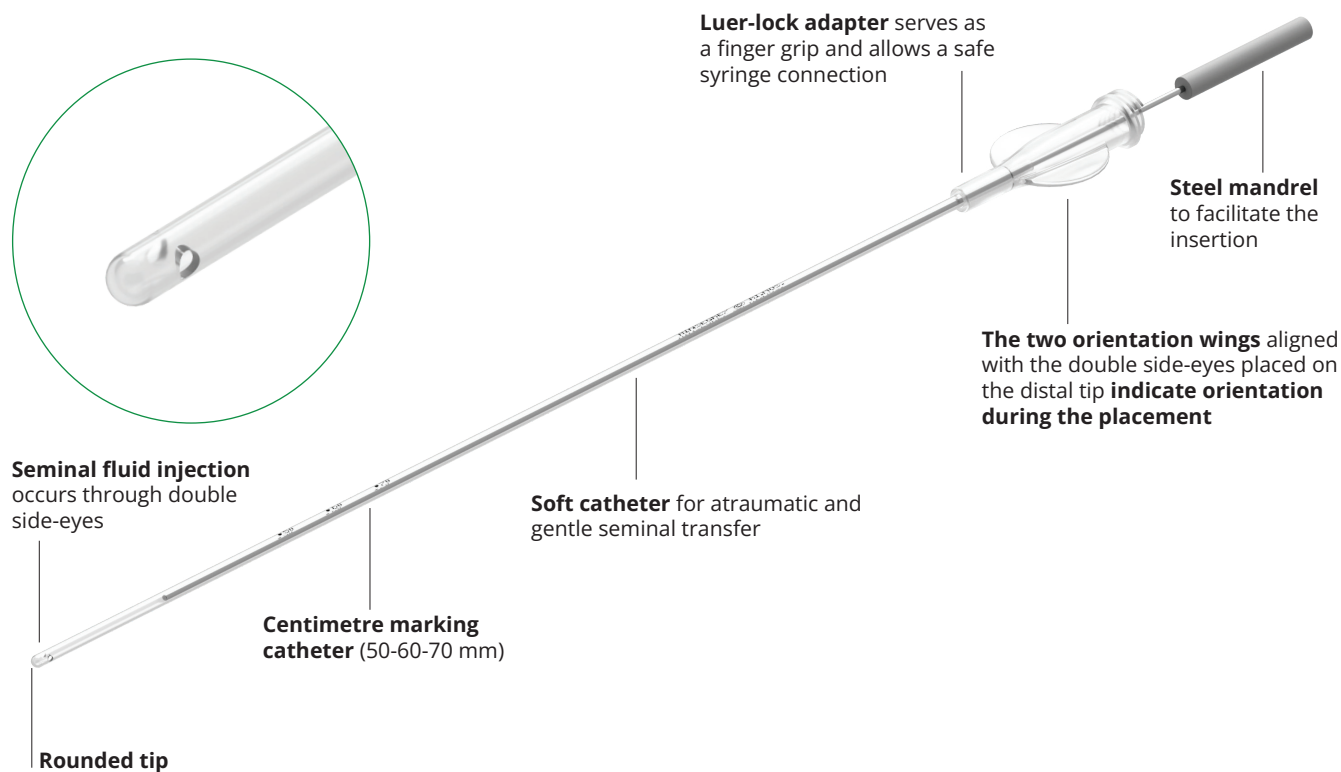 Luer-lock adapter serves as
a finger grip and allows a safe
syringe connection
Steel mandrel
to facilitate the
insertion
The two orientation wings aligned
with the double side-eyes placed on
the distal tip indicate orientation
during the placement
Seminal fluid injection
occurs through double
side-eyes
Soft catheter for atraumatic and
gentle seminal transfer
Centimetre marking
catheter (50-60-70 mm)
Rounded tip